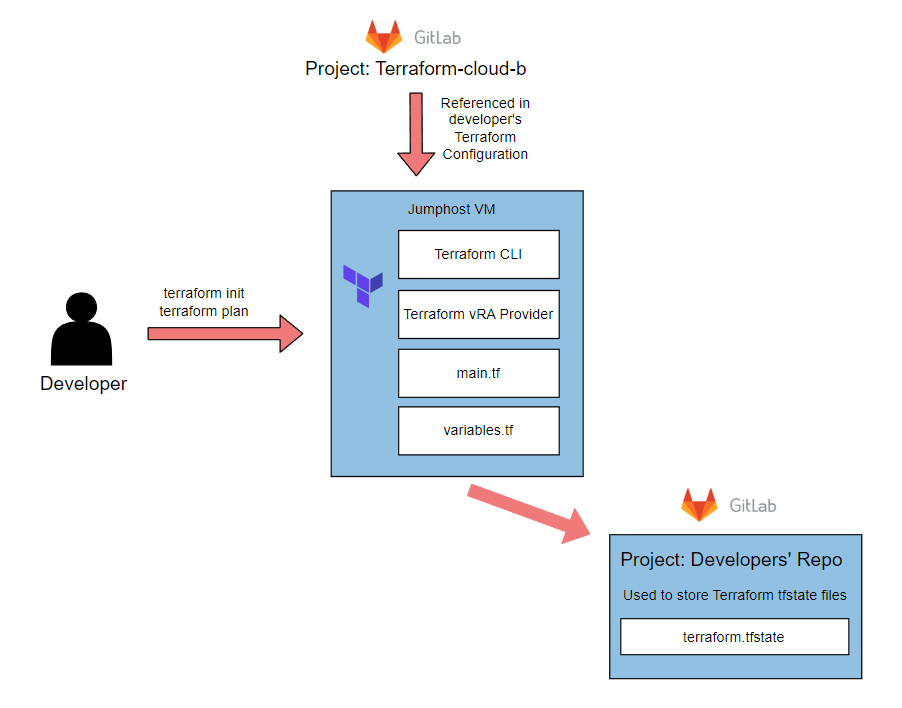 GitLab
Project: Terraform-cloud-b
Referenced in
developer's
Terraform
Configuration
Jumphost VM
Terraform CLI
Terraform vRA Provider
main.tf
variables.tf
terraform init
terraform plan
Developer
GitLab
Project: Developers' Repo
Used to store Terraform tfstate files
terraform.tfstate